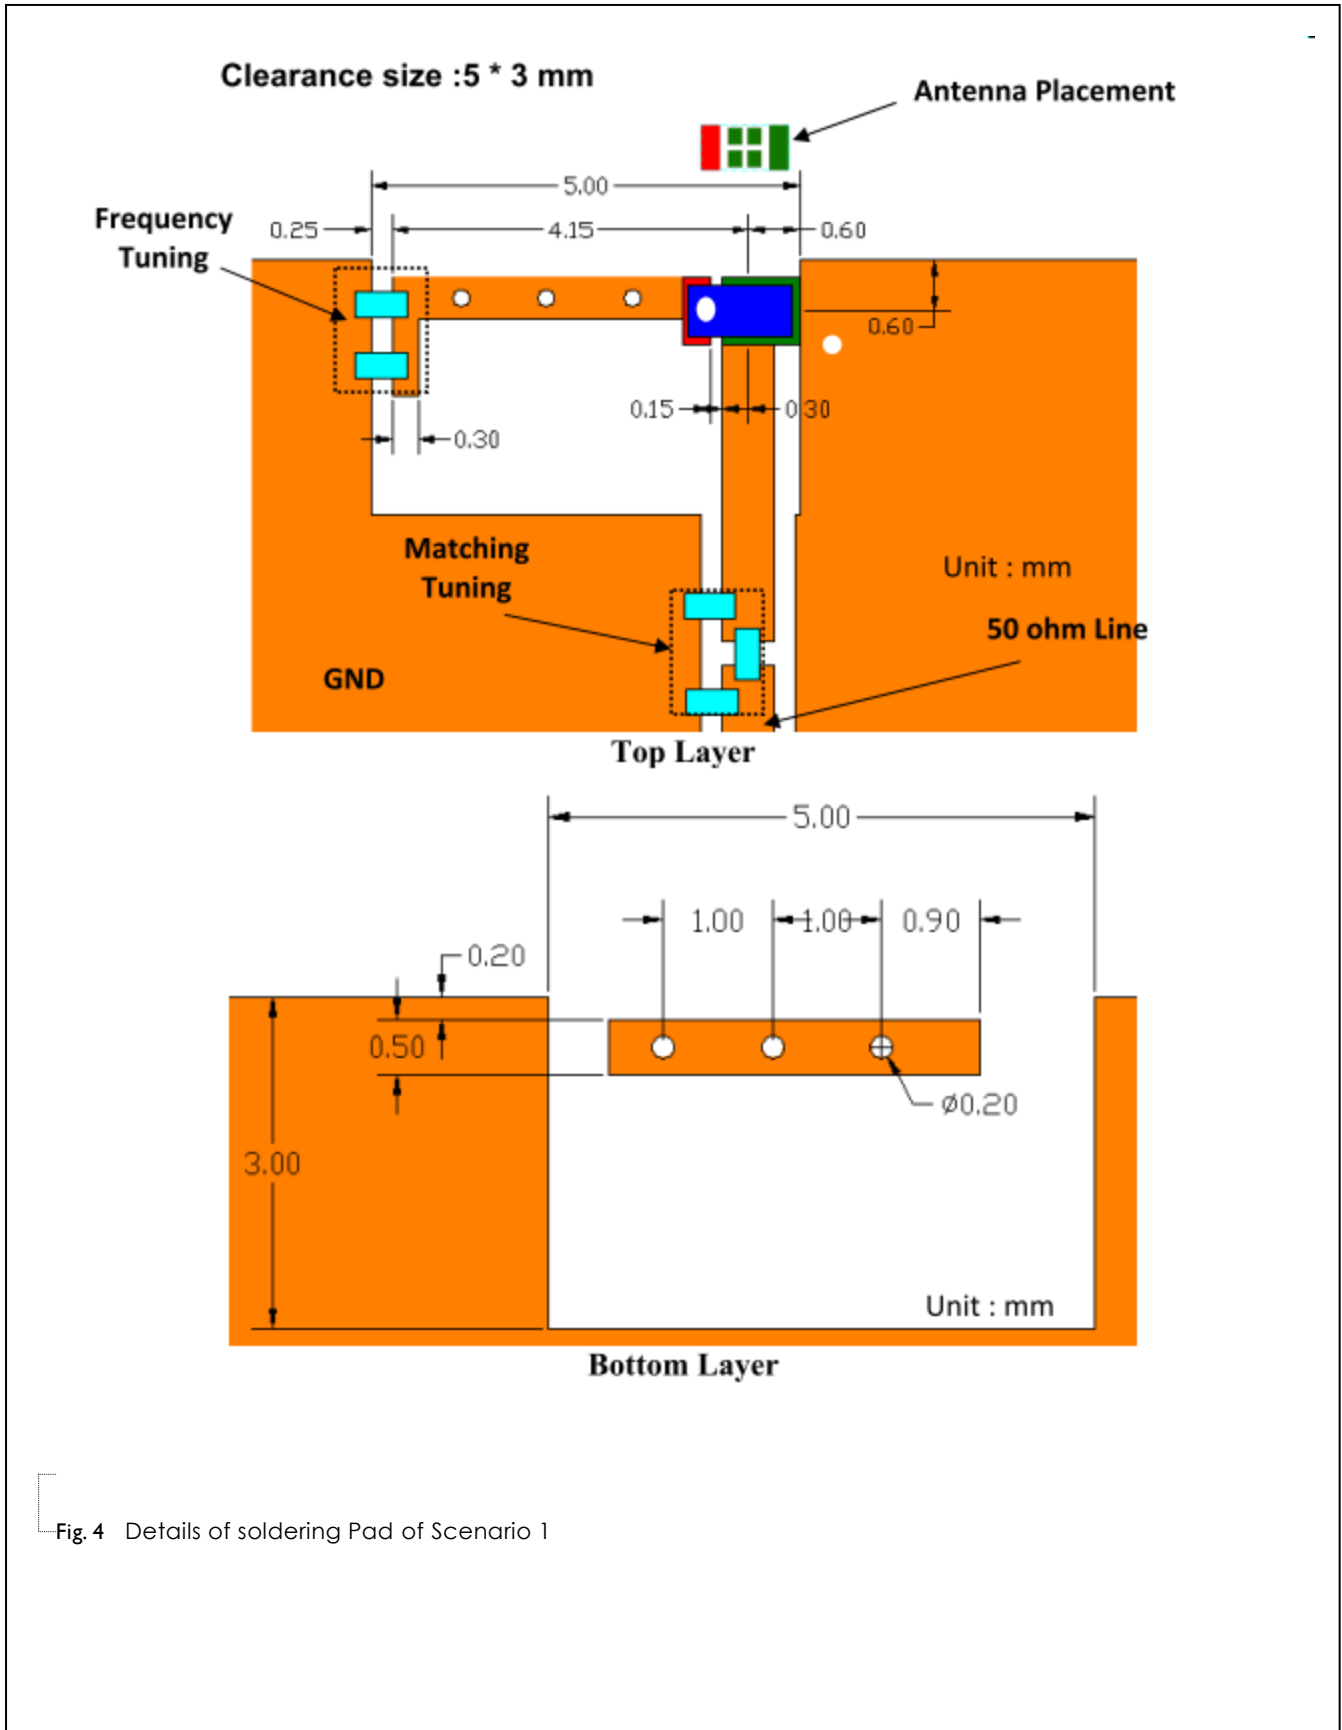 Clearance size :5 * 3 mm
Antenna Placement
5.00
Frequency
Tuning
0.25
4.15
0.60
0.60
0.15
0.30
0.30
Matching
Tuning
Unit : mm
50 ohm Line
GND
Top Layer
5.00
1.00
1.00
0.90
0.20
0.50
ø0.20
3.00
Unit : mm
Bottom Layer
Fig. 4 Details of soldering Pad of Scenario 1